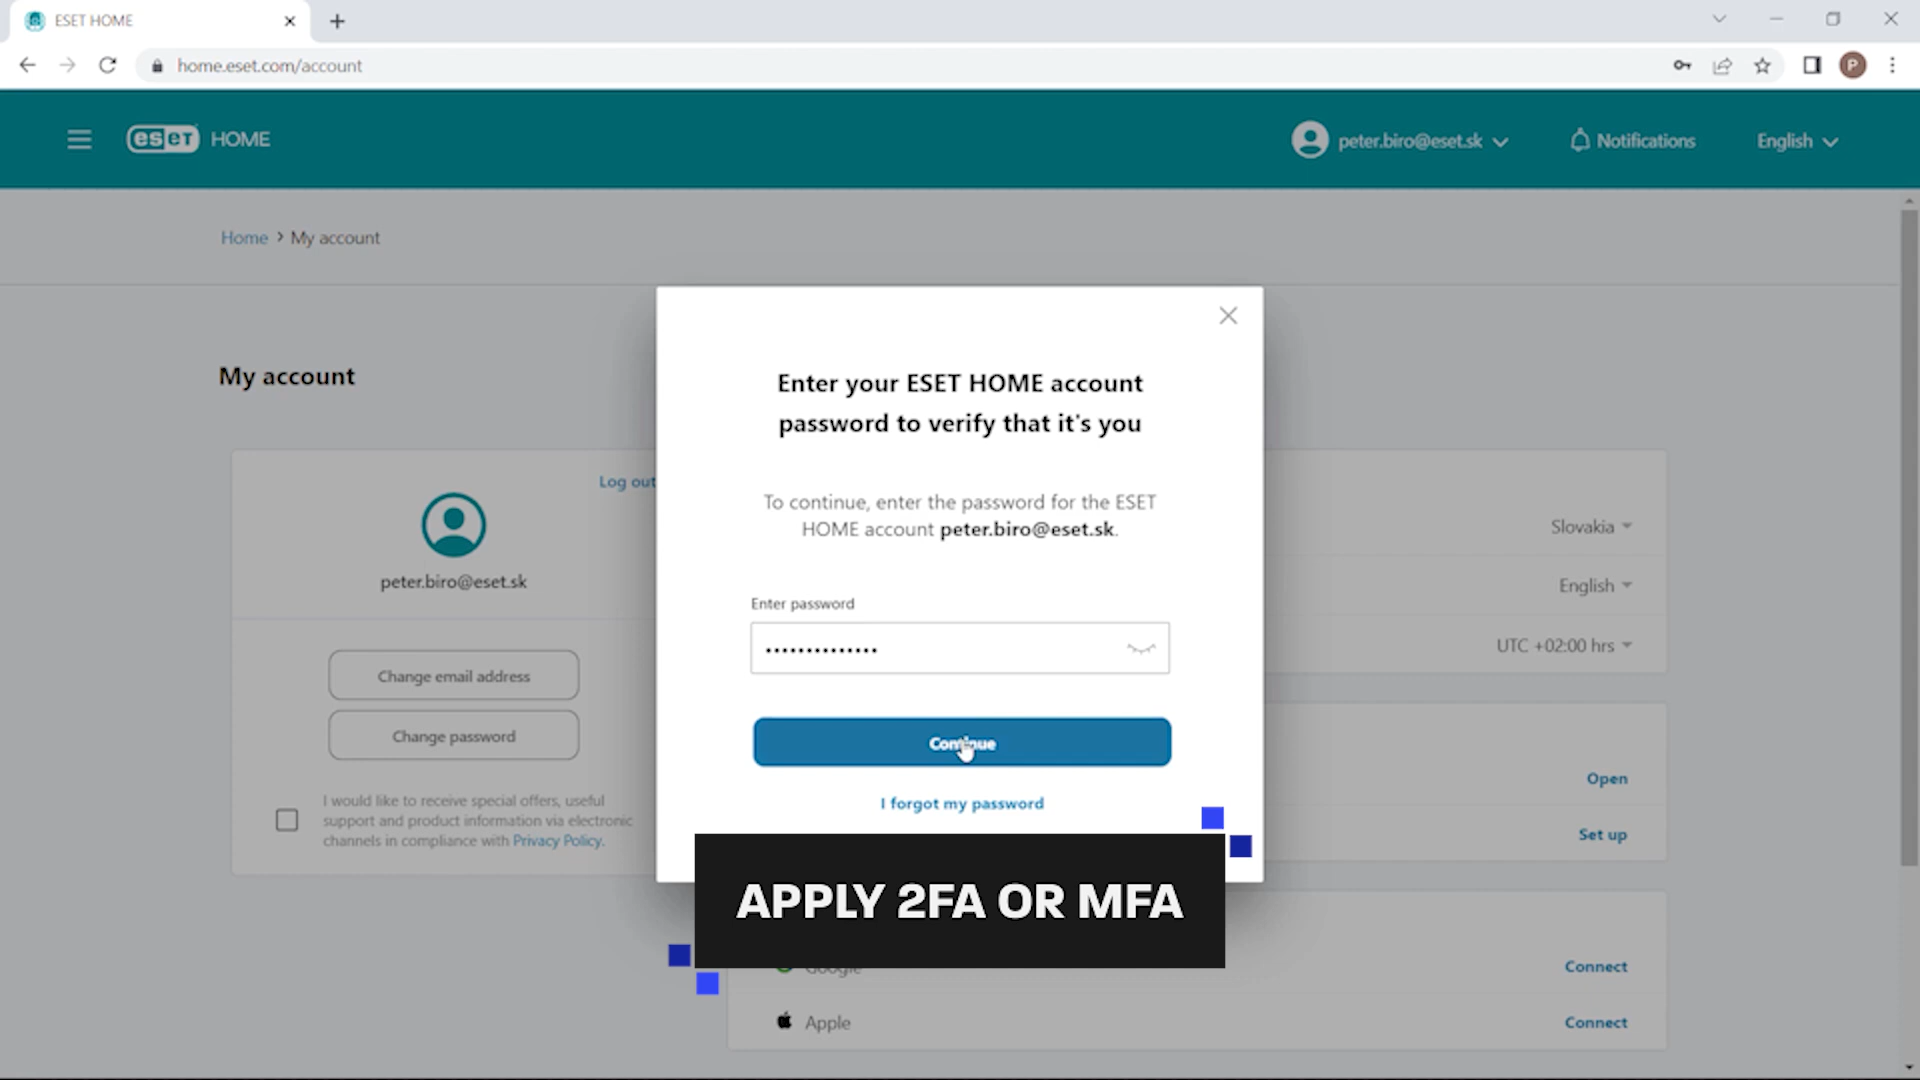 ESET HOME
home.eset.com/account
P
eset HOME
peter.biro@eset.sk
Notifications
English
Home > My account
My account
Log out
peter.biro@eset.sk
Change email address
Change password
I would like to receive special offers, useful
support and product information via electronic
channels in compliance with Privacy Policy.
Enter your ESET HOME account
password to verify that it's you
To continue, enter the password for the ESET
HOME account peter.biro@eset.sk.
Enter password
••••••••••••••
Continue
I forgot my password
APPLY 2FA OR MFA
Slovakia
English
UTC +02:00 hrs
Open
Set up
Google
Connect
Apple
Connect